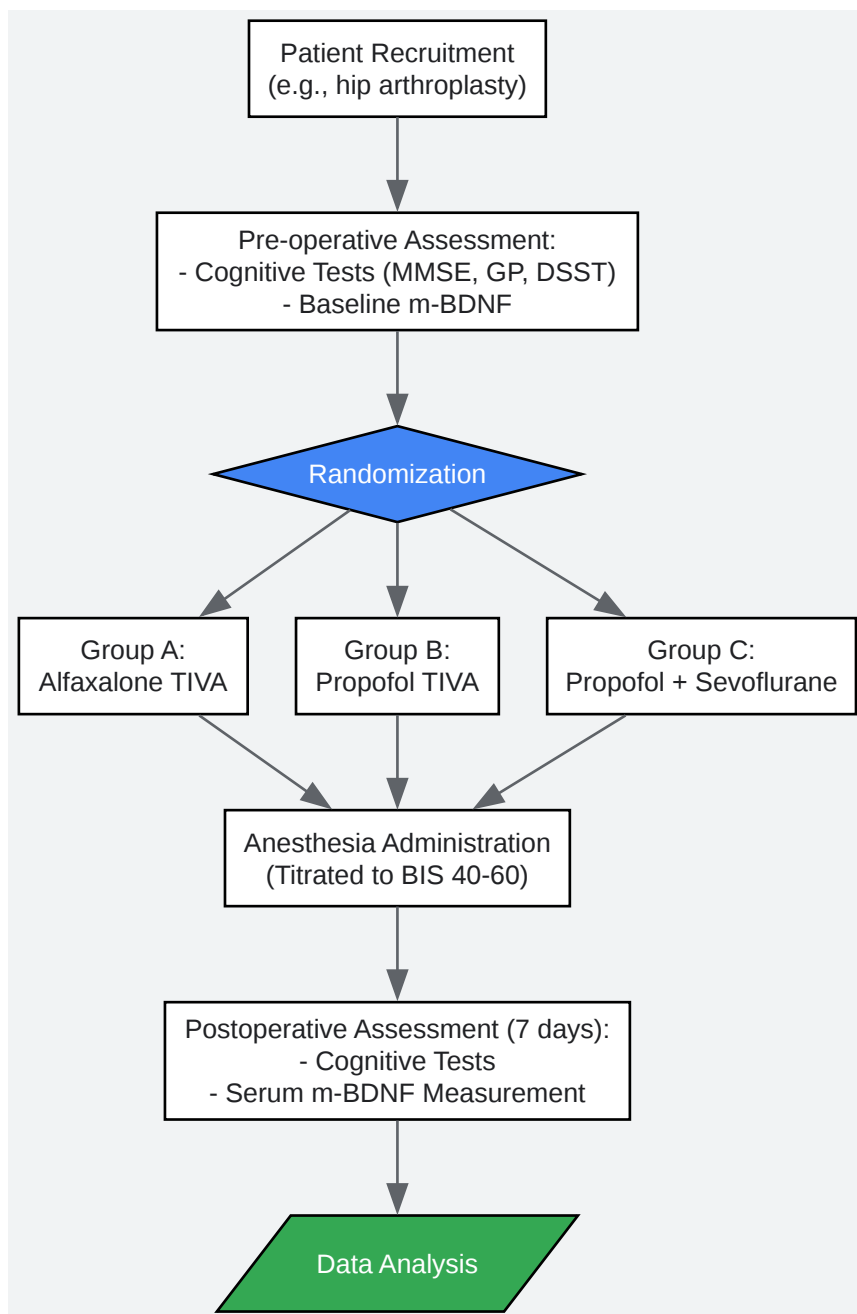 Patient Recruitment
(e.g., hip arthroplasty)
Pre-operative Assessment:
- Cognitive Tests (MMSE, GP, DSST)
- Baseline m-BDNF
Randomization
Group A:
Alfaxalone TIVA
Group B:
Propofol TIVA
Group C:
Propofol + Sevoflurane
Anesthesia Administration
(Titrated to BIS 40-60)
Postoperative Assessment (7 days):
- Cognitive Tests
- Serum m-BDNF Measurement
Data Analysis